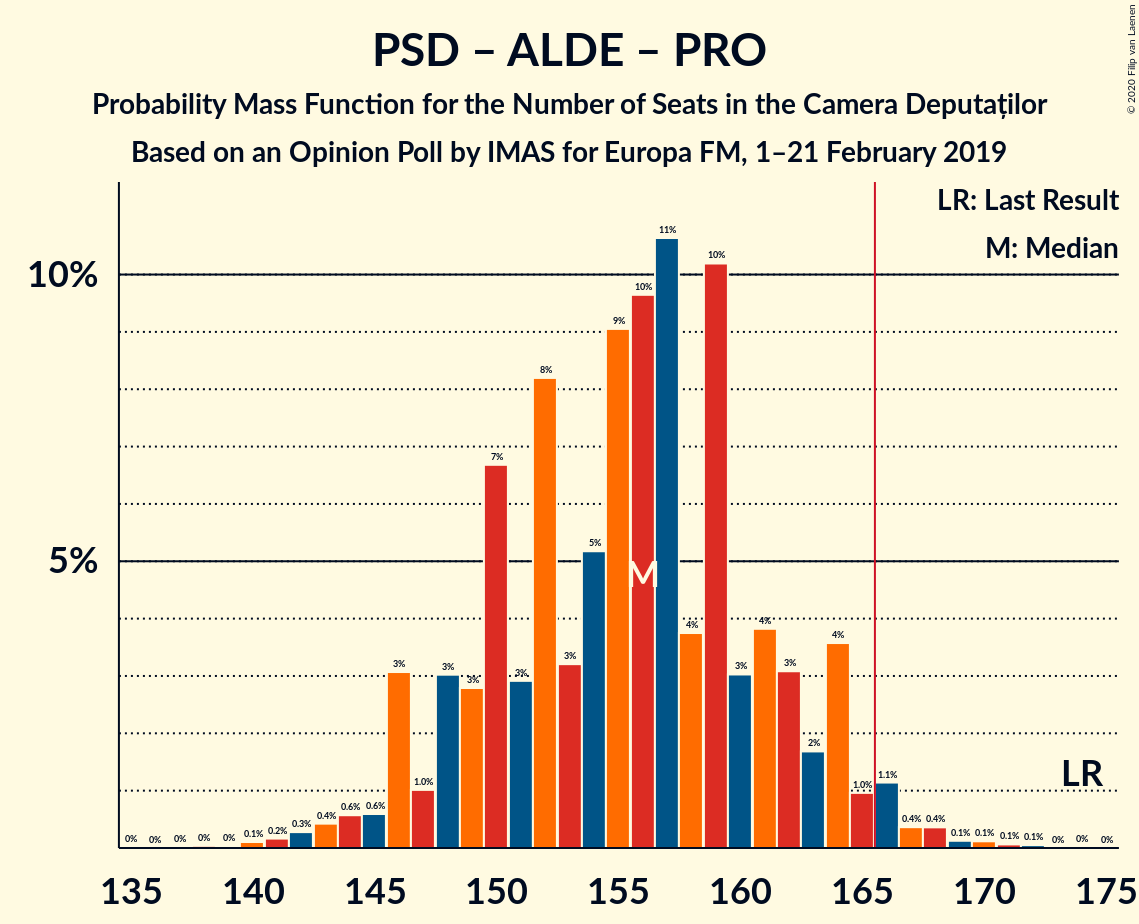 PSD – ALDE – PRO
Probability Mass Function for the Number of Seats in the Camera Deputaților
Based on an Opinion Poll by IMAS for Europa FM, 1–21 February 2019
© 2020 Filip van Laenen
LR: Last Result
M: Median
10%
5%
0% 0% 0% 0% 0% 0.1% 0.2% 0.3% 0.4% 0.6% 0.6% 3% 1.0% 3% 3% 7% 3% 8% 3% 5% 9% 10% 11% 4% 10% 3% 4% 3% 2% 4% 1.0% 1.1% 0.4% 0.4% 0.1% 0.1% 0.1% 0.1% 0% 0% 0%
M
LR
135 140 145 150 155 160 165 170 175